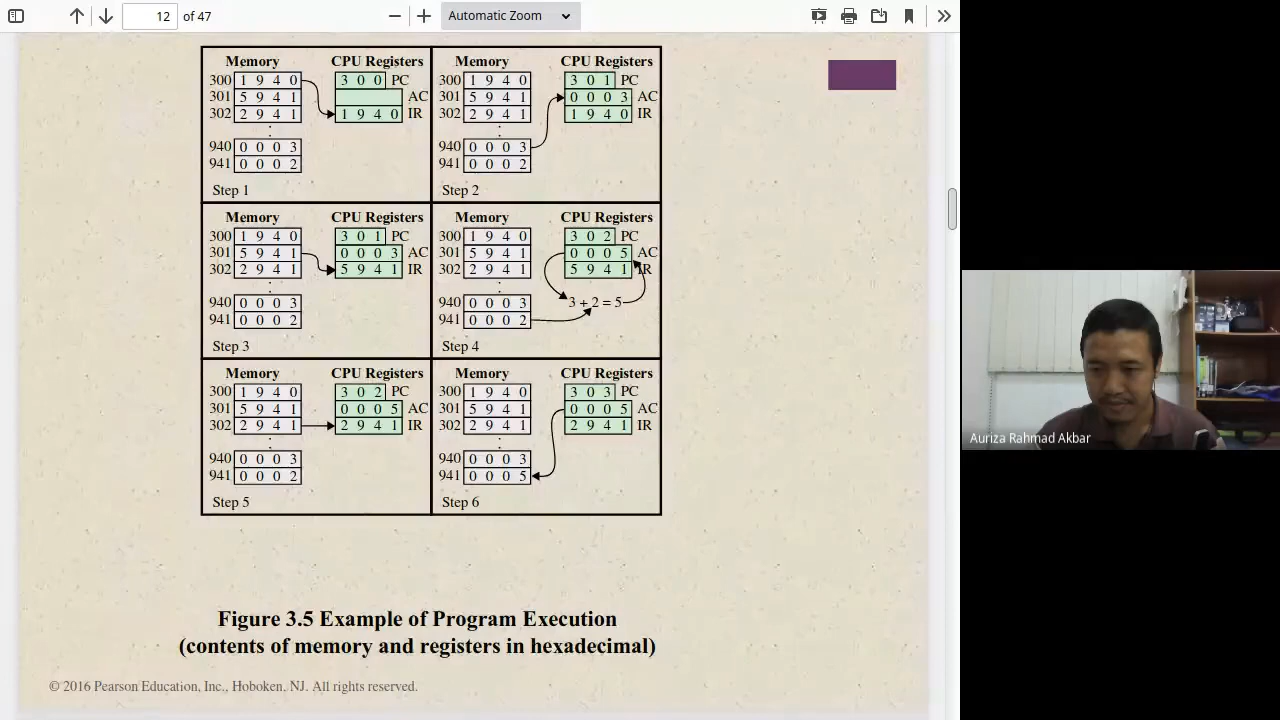 12 of 47 Automatic Zoom
Memory CPU Registers
300 1 9 4 0 3 0 0 PC
301 5 9 4 1 AC
302 2 9 4 1 1 9 4 0 IR
940 0 0 0 3
941 0 0 0 2
Step 1
Memory CPU Registers
300 1 9 4 0 3 0 1 PC
301 5 9 4 1 0 0 0 3 AC
302 2 9 4 1 1 9 4 0 IR
940 0 0 0 3
941 0 0 0 2
Step 2
Memory CPU Registers
300 1 9 4 0 3 0 1 PC
301 5 9 4 1 0 0 0 3 AC
302 2 9 4 1 5 9 4 1 IR
940 0 0 0 3
941 0 0 0 2
Step 3
Memory CPU Registers
300 1 9 4 0 3 0 2 PC
301 5 9 4 1 0 0 0 5 AC
302 2 9 4 1 5 9 4 1 IR
940 0 0 0 3 3 + 2 = 5
941 0 0 0 2
Step 4
Memory CPU Registers
300 1 9 4 0 3 0 2 PC
301 5 9 4 1 0 0 0 5 AC
302 2 9 4 1 2 9 4 1 IR
940 0 0 0 3
941 0 0 0 2
Step 5
Memory CPU Registers
300 1 9 4 0 3 0 3 PC
301 5 9 4 1 0 0 0 5 AC
302 2 9 4 1 2 9 4 1 IR
940 0 0 0 3
941 0 0 0 5
Step 6
Figure 3.5 Example of Program Execution
(contents of memory and registers in hexadecimal)
© 2016 Pearson Education, Inc., Hoboken, NJ. All rights reserved.
Auriza Rahmad Akbar